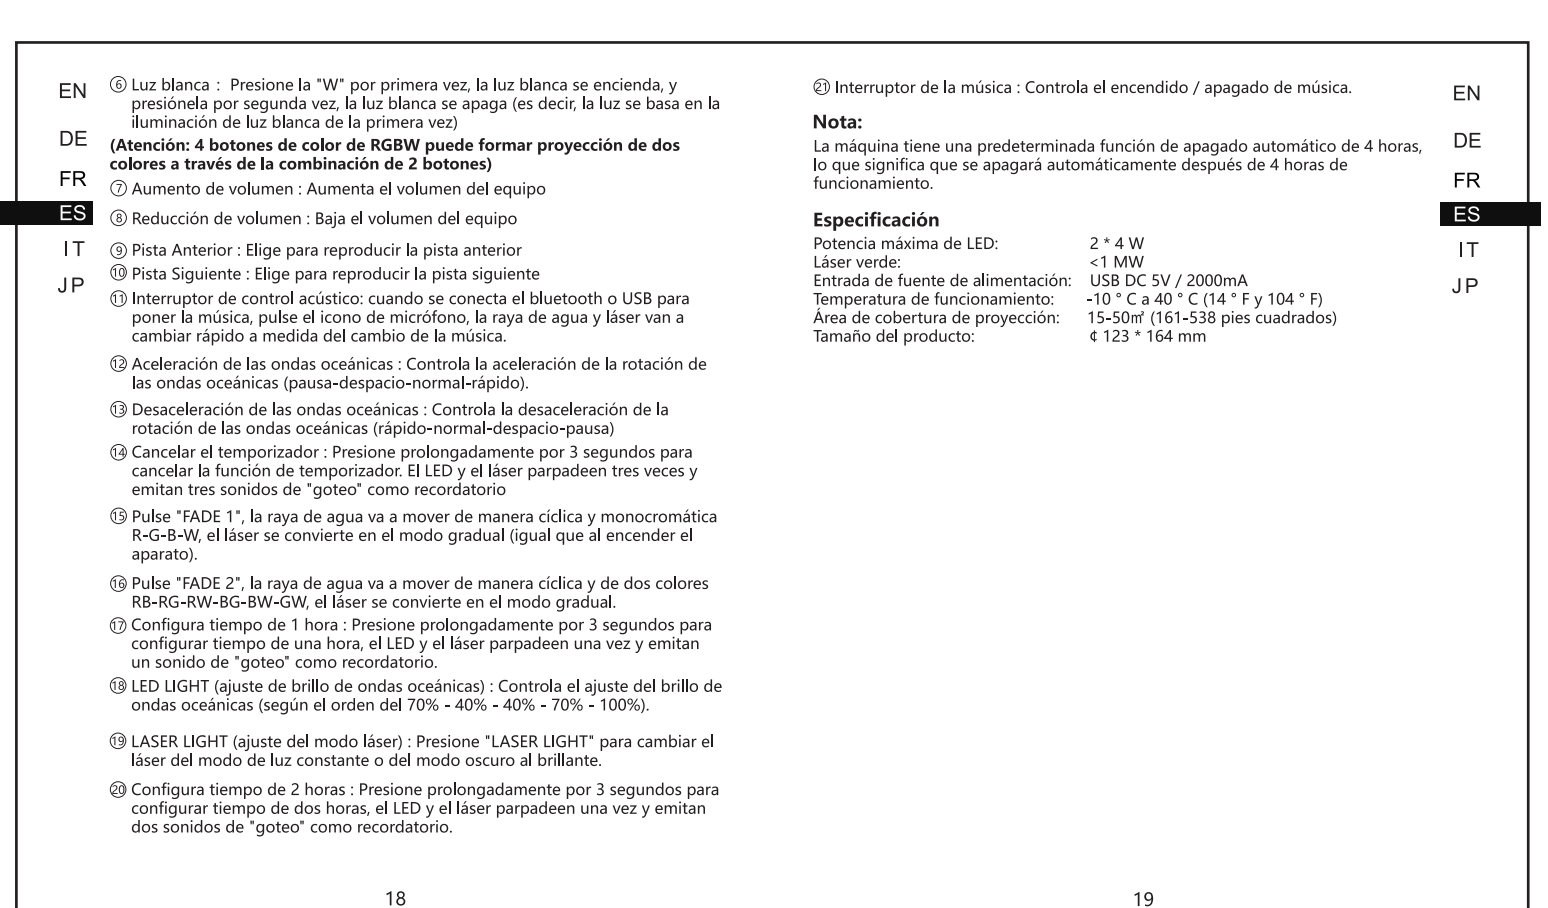 EN
DE
FR
ES
IT
JP
⑥ Luz blanca : Presione la "W" por primera vez, la luz blanca se encienda, y
presiónela por segunda vez, la luz blanca se apaga (es decir, la luz se basa en la
iluminación de luz blanca de la primera vez)
(Atención: 4 botones de color de RGBW puede formar proyección de dos
colores a través de la combinación de 2 botones)
⑦ Aumento de volumen : Aumenta el volumen del equipo
⑧ Reducción de volumen : Baja el volumen del equipo
⑨ Pista Anterior : Elige para reproducir la pista anterior
⑩ Pista Siguiente : Elige para reproducir la pista siguiente
⑪ Interruptor de control acústico: cuando se conecta el bluetooth o USB para
poner la música, pulse el icono de micrófono, la raya de agua y láser van a
cambiar rápido a medida del cambio de la música.
⑫ Aceleración de las ondas oceánicas : Controla la aceleración de la rotación de
las ondas oceánicas (pausa-despacio-normal-rápido).
⑬ Desaceleración de las ondas oceánicas : Controla la desaceleración de la
rotación de las ondas oceánicas (rápido-normal-despacio-pausa)
⑭ Cancelar el temporizador : Presione prolongadamente por 3 segundos para
cancelar la función de temporizador. El LED y el láser parpadeen tres veces y
emitan tres sonidos de "goteo" como recordatorio
⑮ Pulse "FADE 1", la raya de agua va a mover de manera cíclica y monocromática
R-G-B-W, el láser se convierte en el modo gradual (igual que al encender el
aparato).
⑯ Pulse "FADE 2", la raya de agua va a mover de manera cíclica y de dos colores
RB-RG-RW-BG-BW-GW, el láser se convierte en el modo gradual.
⑰ Configura tiempo de 1 hora : Presione prolongadamente por 3 segundos para
configurar tiempo de una hora, el LED y el láser parpadeen una vez y emitan
un sonido de "goteo" como recordatorio.
⑱ LED LIGHT (ajuste de brillo de ondas oceánicas) : Controla el ajuste del brillo de
ondas oceánicas (según el orden del 70% - 40% - 40% - 70% - 100%).
⑲ LASER LIGHT (ajuste del modo láser) : Presione "LASER LIGHT" para cambiar el
láser del modo de luz constante o del modo oscuro al brillante.
⑳ Configura tiempo de 2 horas : Presione prolongadamente por 3 segundos para
configurar tiempo de dos horas, el LED y el láser parpadeen una vez y emitan
dos sonidos de "goteo" como recordatorio.
18
㉑ Interruptor de la música : Controla el encendido / apagado de música.
Nota:
La máquina tiene una predeterminada función de apagado automático de 4 horas,
lo que significa que se apagará automáticamente después de 4 horas de
funcionamiento.
Especificación
Potencia máxima de LED: 2 * 4 W
Láser verde: <1 MW
Entrada de fuente de alimentación: USB DC 5V / 2000mA
Temperatura de funcionamiento: -10 ° C a 40 ° C (14 ° F y 104 ° F)
Área de cobertura de proyección: 15-50㎡ (161-538 pies cuadrados)
Tamaño del producto: ¢ 123 * 164 mm
EN
DE
FR
ES
IT
JP
19